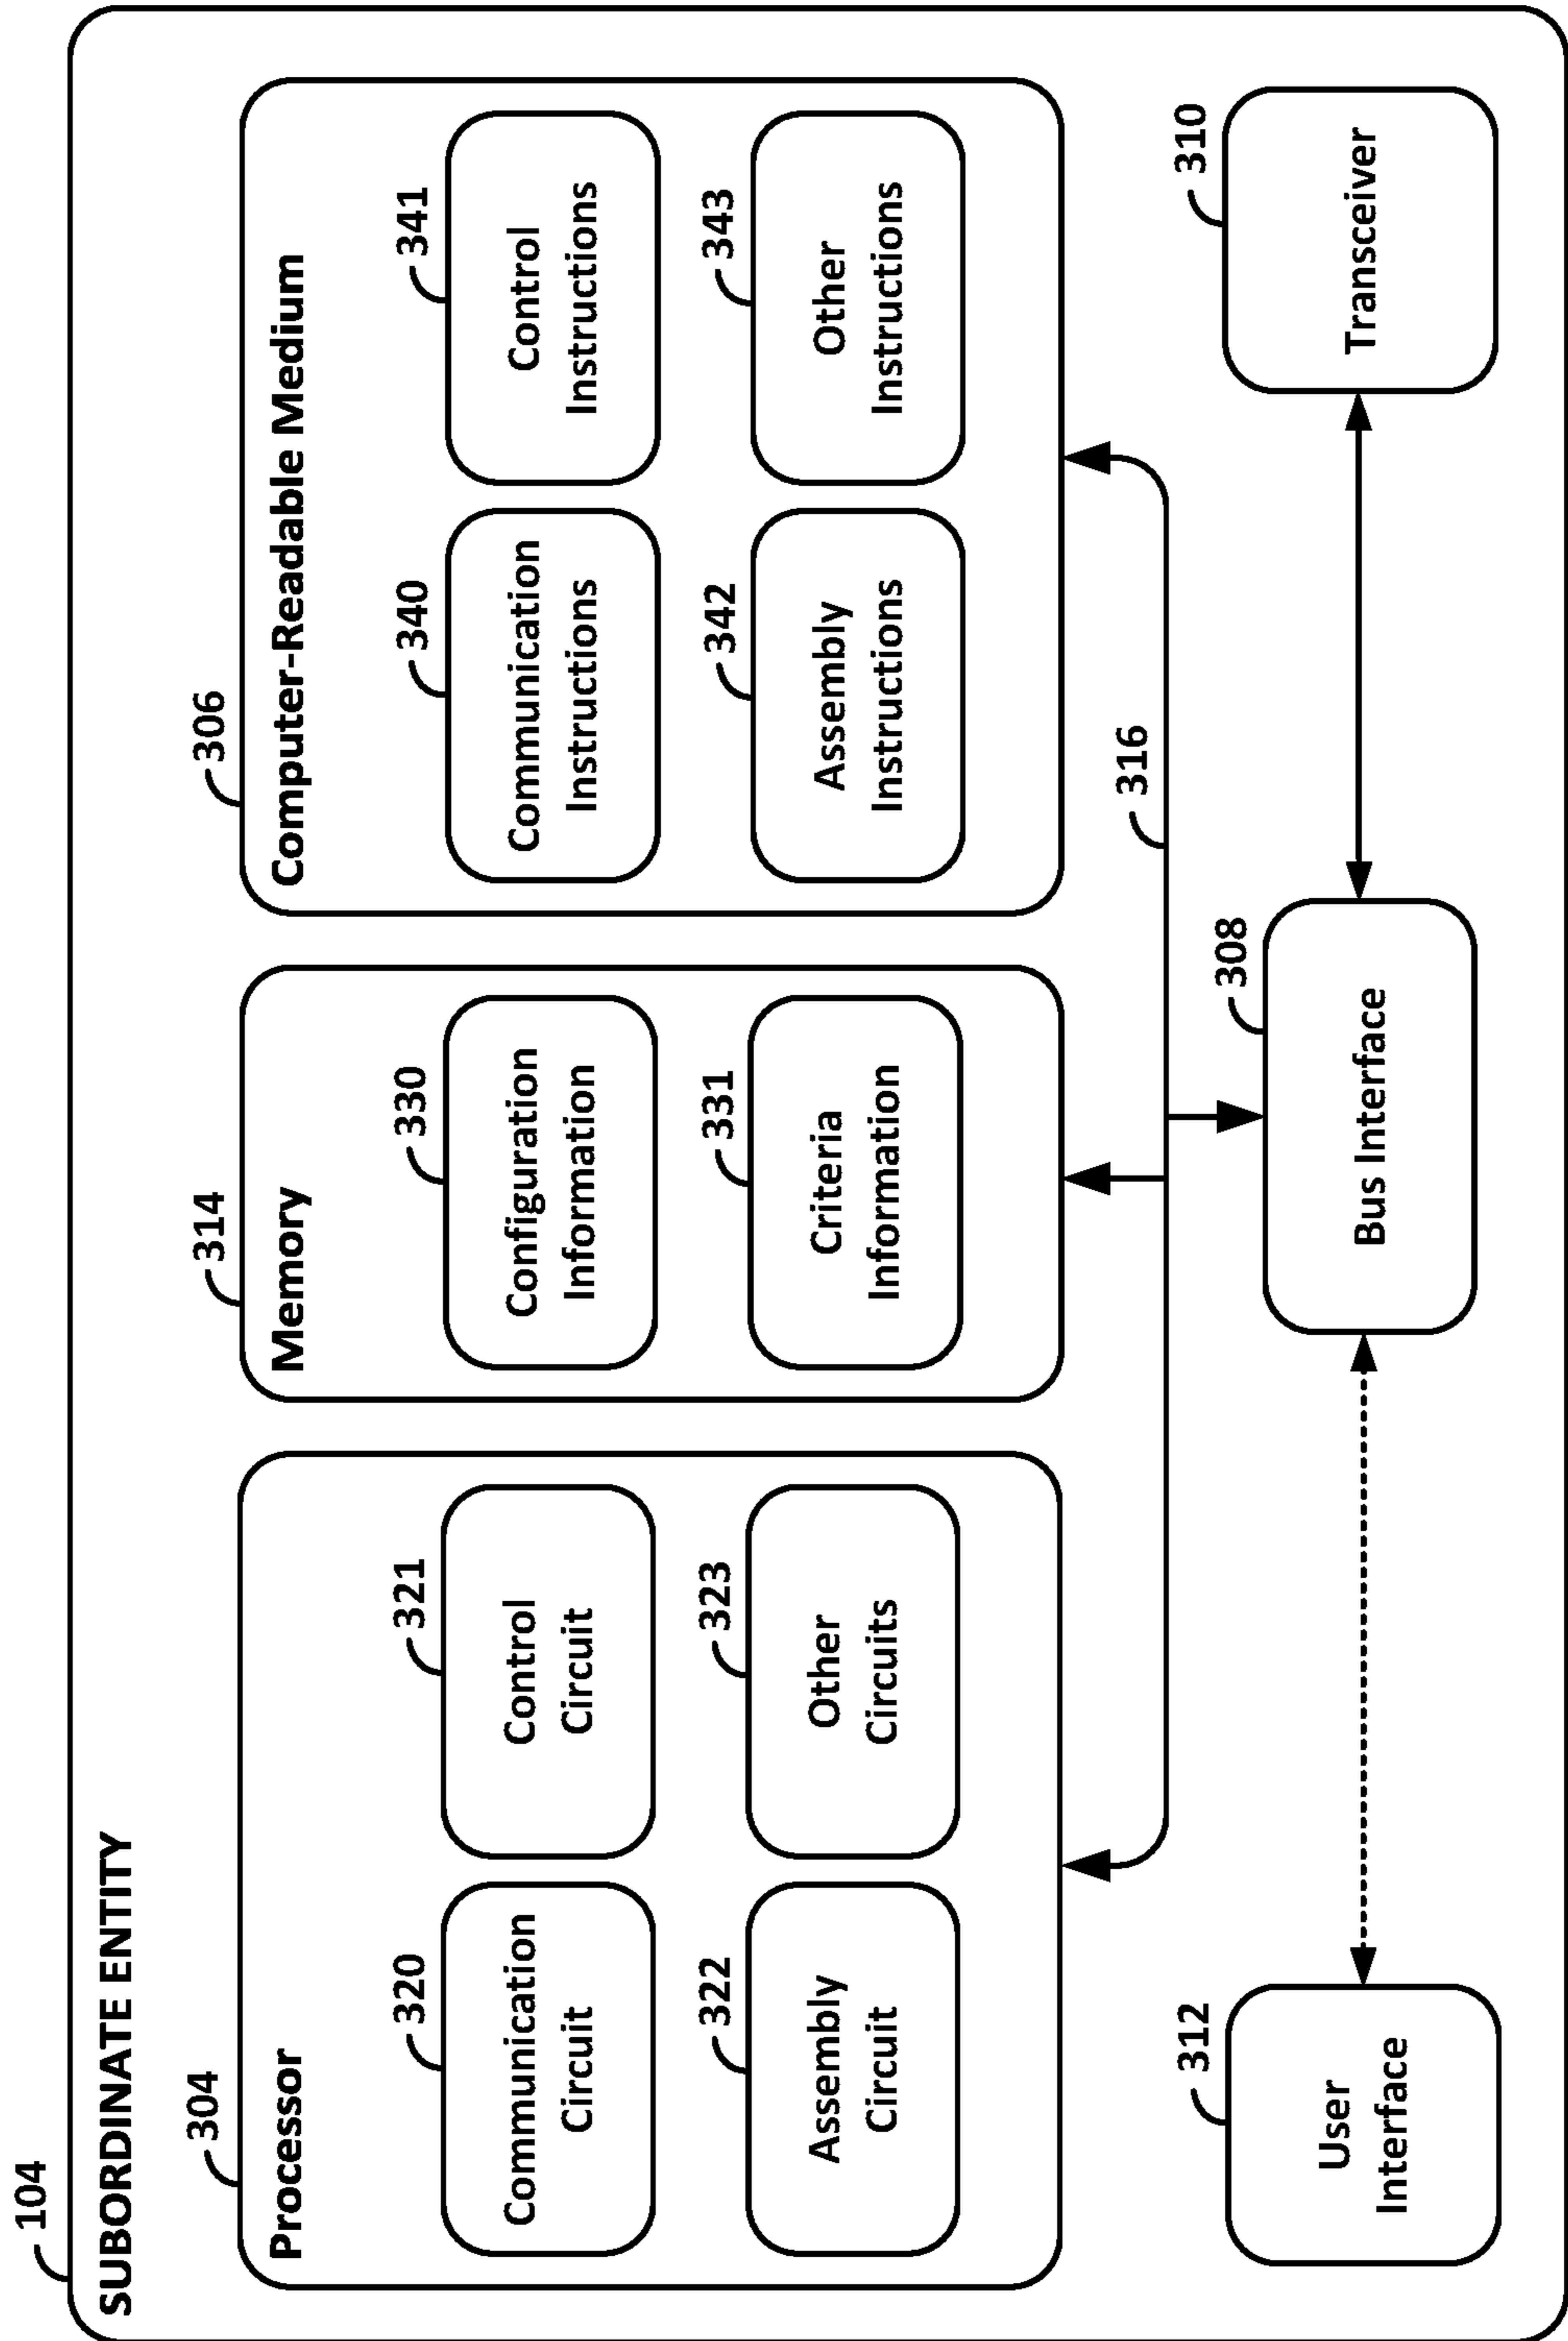 104
SUBORDINATE ENTITY
304
Processor
320
Communication
Circuit
321
Control
Circuit
322
Assembly
Circuit
323
Other
Circuits
314
Memory
330
Configuration
Information
331
Criteria
Information
306
Computer-Readable Medium
340
Communication
Instructions
341
Control
Instructions
342
Assembly
Instructions
343
Other
Instructions
316
312
User
Interface
308
Bus Interface
310
Transceiver